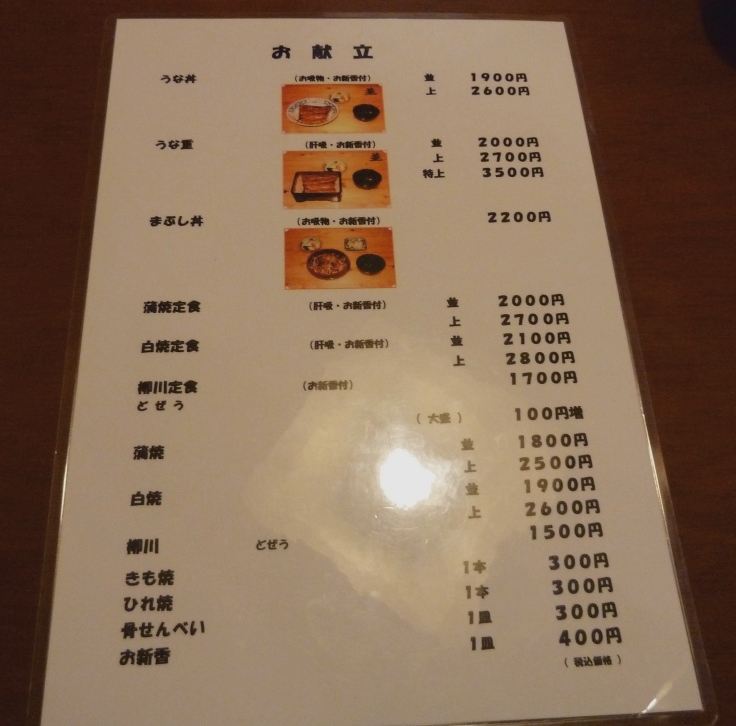 お献立
うな丼 (お吸物・お新香付) 並 1900円
上 2600円
並
うな重 (肝吸・お新香付) 並 2000円
上 2700円
特上 3500円
並
まぶし丼 (お吸物・お新香付) 2200円
蒲焼定食 (肝吸・お新香付) 並 2000円
上 2700円
白焼定食 (肝吸・お新香付) 並 2100円
上 2800円
柳川定食 (お新香付) 1700円
どぜう
(大盛) 100円増
蒲焼 並 1800円
上 2500円
白焼 並 1900円
上 2600円
柳川 どぜう 1500円
きも焼 1本 300円
ひれ焼 1本 300円
骨せんべい 1皿 300円
お新香 1皿 400円
(税込価格)